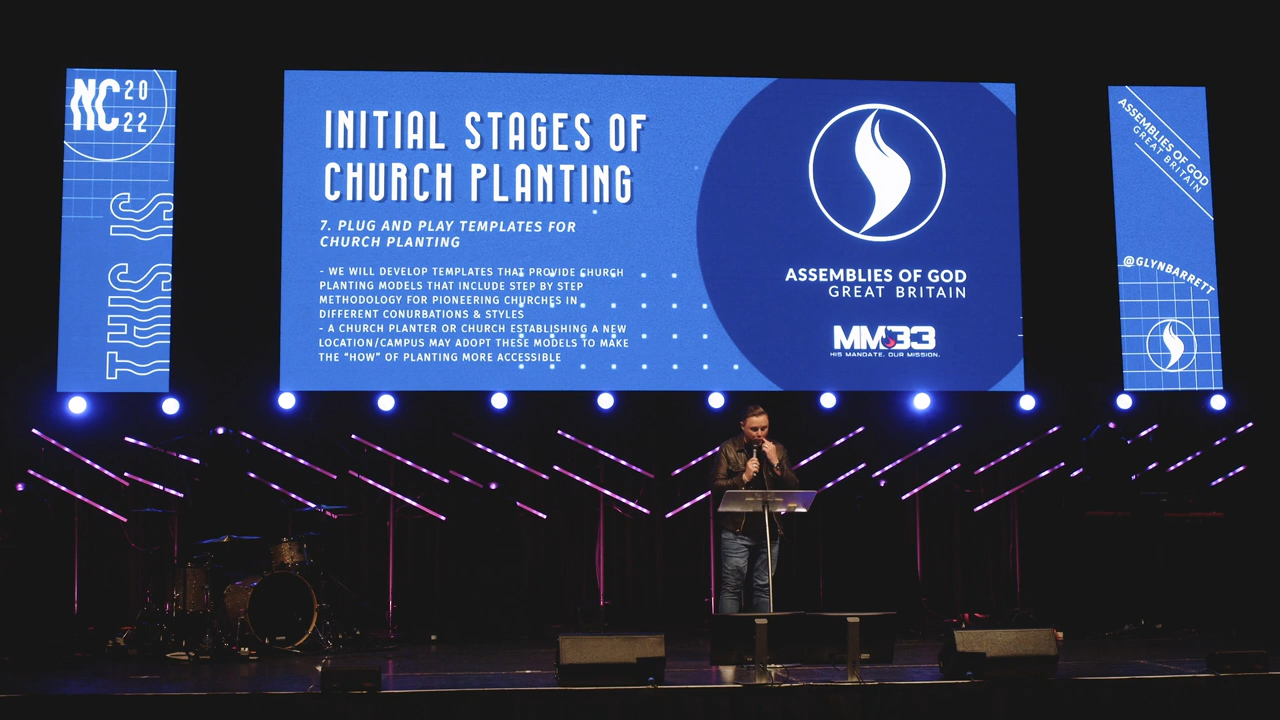 NC 20
22
THIS IS
INITIAL STAGES OF
CHURCH PLANTING
7. PLUG AND PLAY TEMPLATES FOR
CHURCH PLANTING
- WE WILL DEVELOP TEMPLATES THAT PROVIDE CHURCH
PLANTING MODELS THAT INCLUDE STEP BY STEP
METHODOLOGY FOR PIONEERING CHURCHES IN
DIFFERENT CONURBATIONS & STYLES
- A CHURCH PLANTER OR CHURCH ESTABLISHING A NEW
LOCATION/CAMPUS MAY ADOPT THESE MODELS TO MAKE
THE "HOW" OF PLANTING MORE ACCESSIBLE
ASSEMBLIES OF GOD
GREAT BRITAIN
MM33
HIS MANDATE. OUR MISSION.
ASSEMBLIES OF GOD
GREAT BRITAIN
@GLYNBARRETT